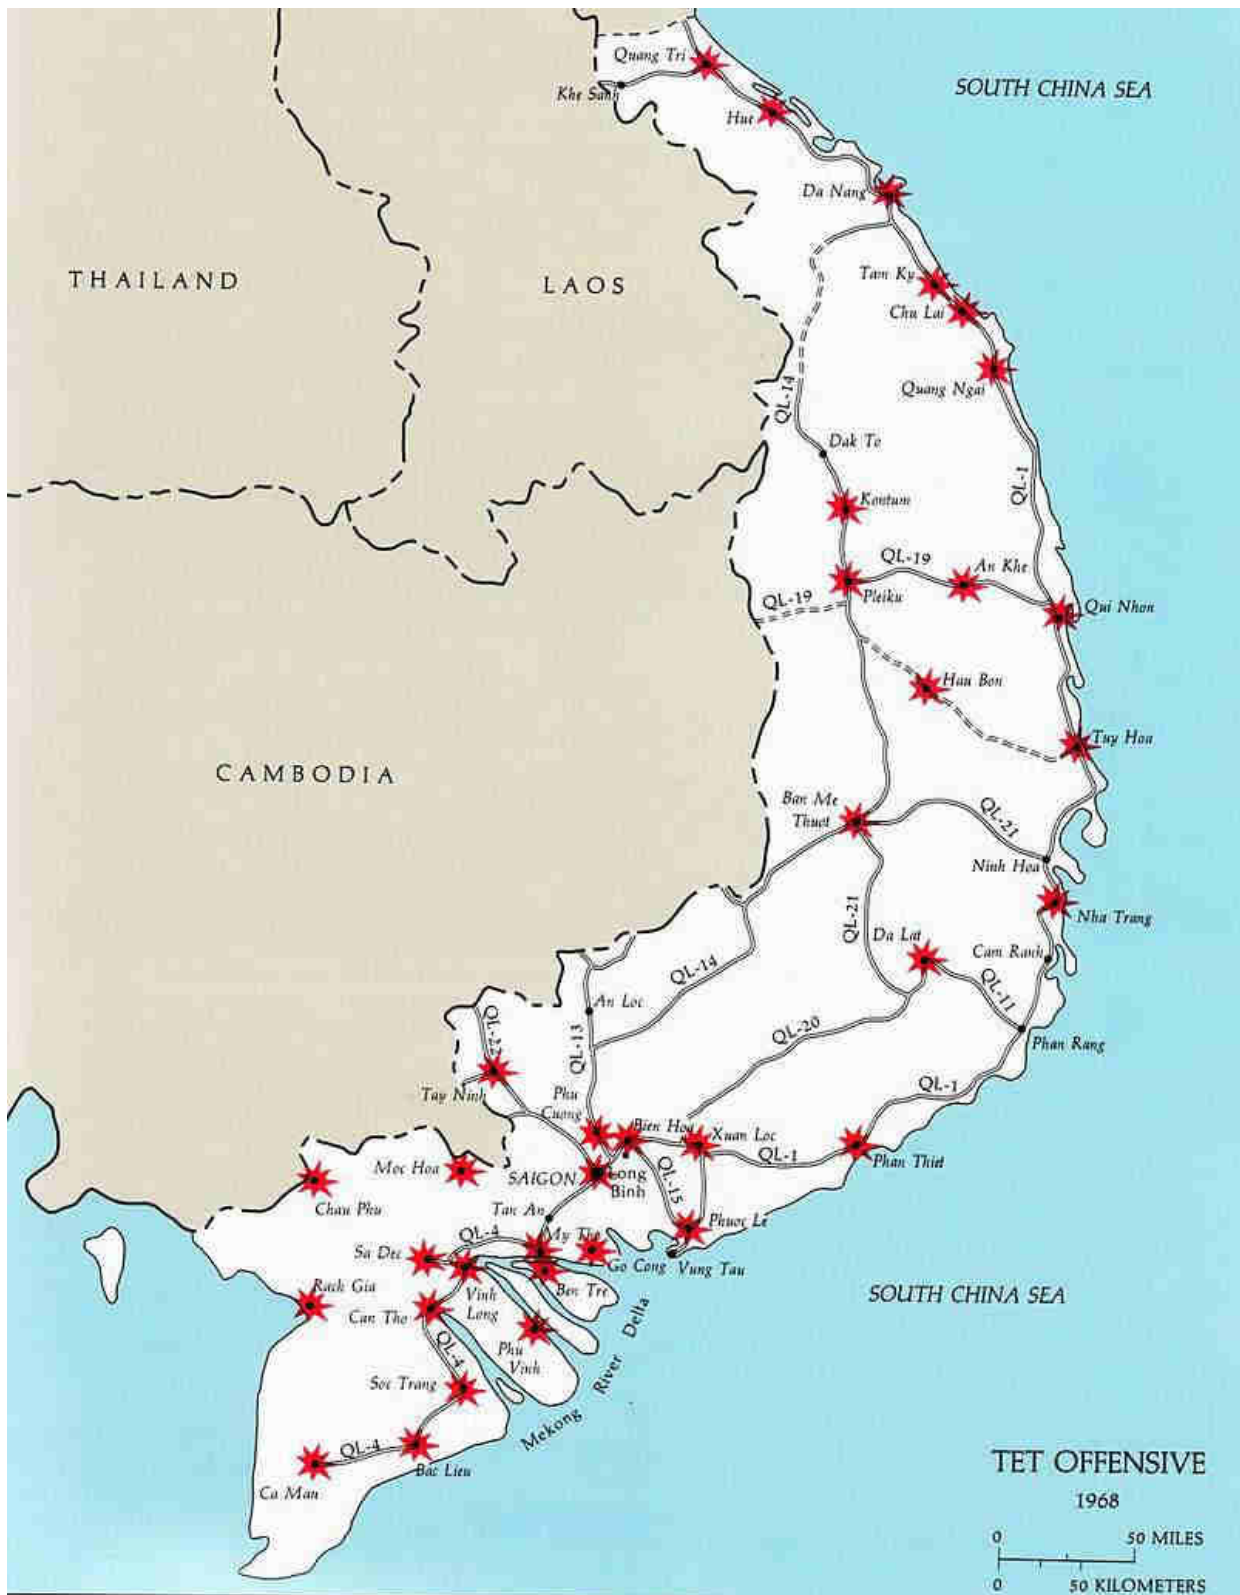 Quang Tri
SOUTH CHINA SEA
Khe Sanh
Hue
Da Nang
THAILAND
LAOS
Tam Ky
Chu Lai
Quang Ngai
QL-14
Dak To
QL-1
Kontum
QL-19
An Khe
QL-19
Pleiku
Qui Nhon
Hau Bon
Tuy Hoa
CAMBODIA
Ban Me
Thuot
QL-21
Ninh Hoa
QL-21
Nha Trang
Da Lat
Cam Ranh
QL-14
An Loc
QL-11
QL-22
QL-13
QL-20
Phan Rang
Tay Ninh
Phu
Cuong
QL-1
Bien Hoa
Xuan Loc
QL-1
Phan Thiet
Moc Hoa
SAIGON
Long
Binh
QL-15
Chau Phu
Tan An
Phuoc Le
QL-4
My Tho
Sa Dec
Go Cong
Vung Tau
Rach Gia
Vinh
Long
Ben Tre
Can Tho
SOUTH CHINA SEA
Phu
Vinh
QL-4
Mekong River Delta
Soc Trang
QL-4
Bac Lieu
Ca Mau
TET OFFENSIVE
1968
0 50 MILES
0 50 KILOMETERS